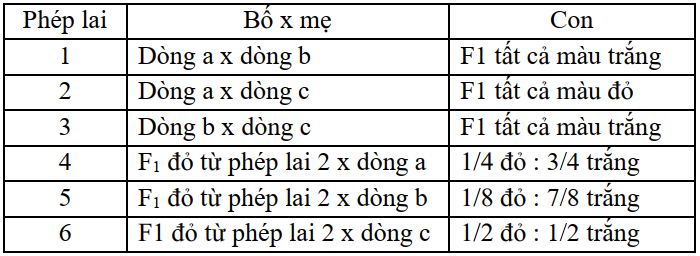 Phép lai Bố x mẹ Con
1 Dòng a x dòng b F1 tất cả màu trắng
2 Dòng a x dòng c F1 tất cả màu đỏ
3 Dòng b x dòng c F1 tất cả màu trắng
4 F₁ đỏ từ phép lai 2 x dòng a 1/4 đỏ : 3/4 trắng
5 F₁ đỏ từ phép lai 2 x dòng b 1/8 đỏ : 7/8 trắng
6 F1 đỏ từ phép lai 2 x dòng c 1/2 đỏ : 1/2 trắng